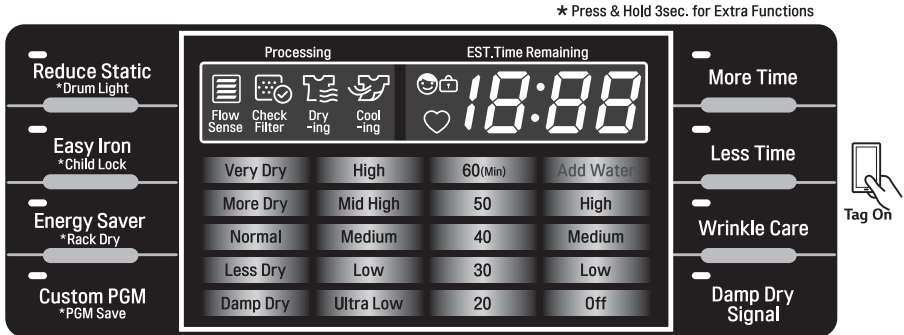 * Press & Hold 3sec. for Extra Functions
Reduce Static
*Drum Light
Easy Iron
*Child Lock
Energy Saver
*Rack Dry
Custom PGM
*PGM Save
Processing
EST.Time Remaining
Flow
Sense
Check
Filter
Dry
-ing
Cool
-ing
18:88
Very Dry High 60(Min) Add Water
More Dry Mid High 50 High
Normal Medium 40 Medium
Less Dry Low 30 Low
Damp Dry Ultra Low 20 Off
More Time
Less Time
Wrinkle Care
Damp Dry
Signal
Tag On